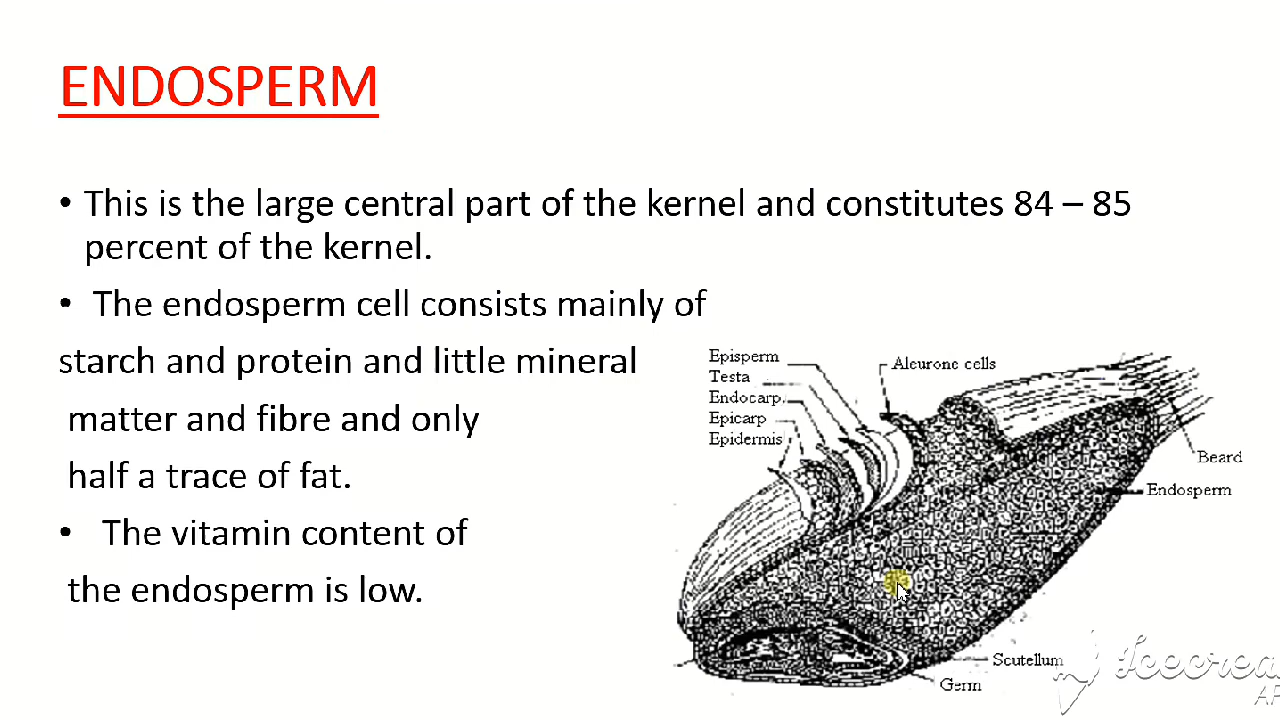 ENDOSPERM
• This is the large central part of the kernel and constitutes 84 – 85
percent of the kernel.
• The endosperm cell consists mainly of
starch and protein and little mineral
matter and fibre and only
half a trace of fat.
• The vitamin content of
the endosperm is low.
Episperm
Testa
Endocarp
Epicarp
Epidermis
Aleurone cells
Beard
Endosperm
Scutellum
Germ
Icecrea
AP